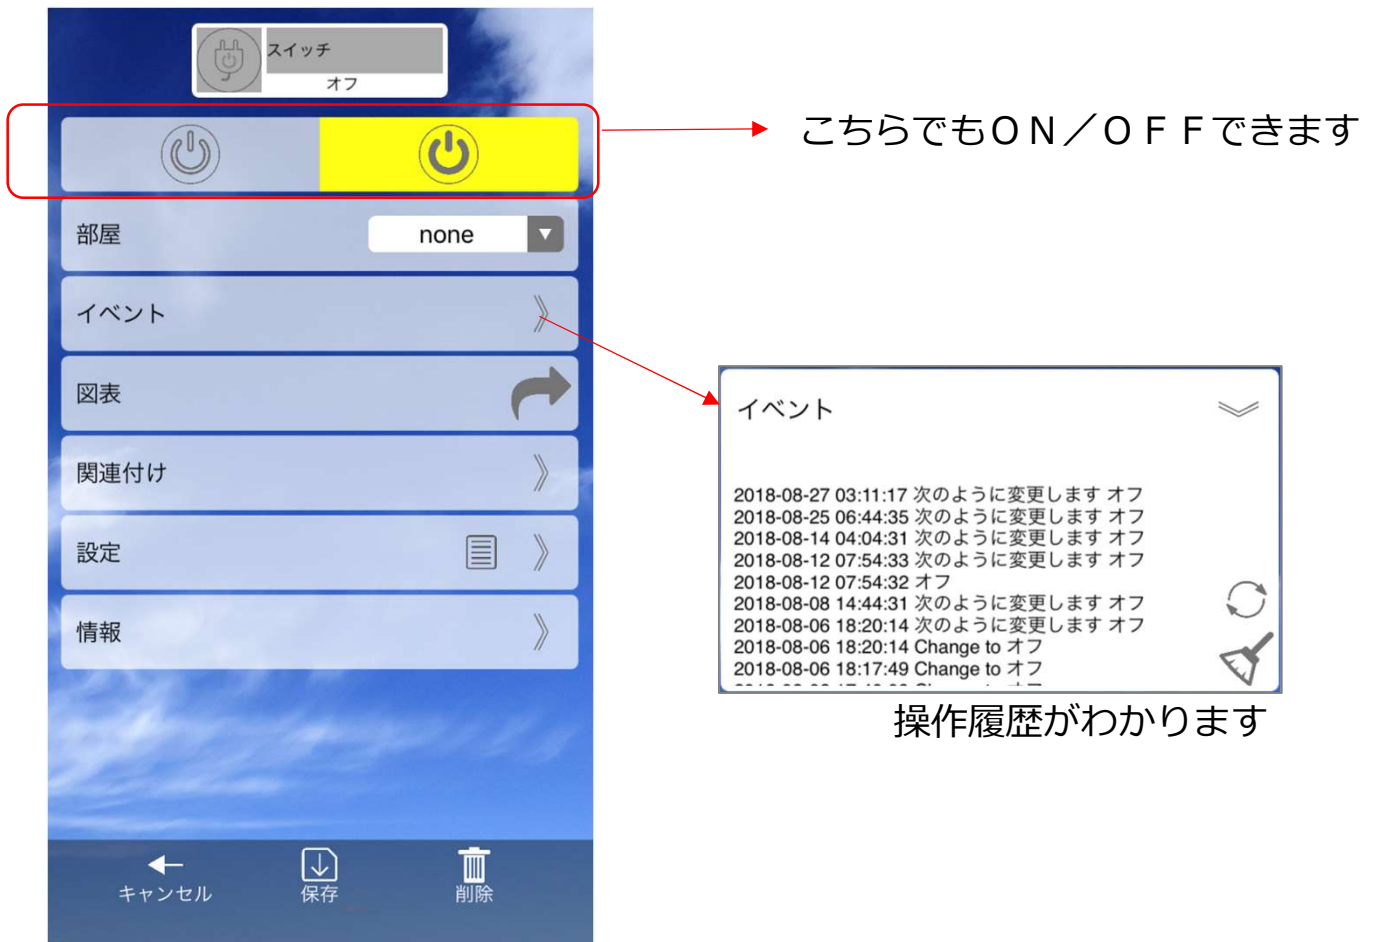 スイッチ
オフ
こちらでもＯＮ／ＯＦＦできます
部屋
none
イベント
図表
関連付け
設定
情報
キャンセル
保存
削除
イベント
2018-08-27 03:11:17 次のように変更します オフ
2018-08-25 06:44:35 次のように変更します オフ
2018-08-14 04:04:31 次のように変更します オフ
2018-08-12 07:54:33 次のように変更します オフ
2018-08-12 07:54:32 オフ
2018-08-08 14:44:31 次のように変更します オフ
2018-08-06 18:20:14 次のように変更します オフ
2018-08-06 18:20:14 Change to オフ
2018-08-06 18:17:49 Change to オフ
操作履歴がわかります